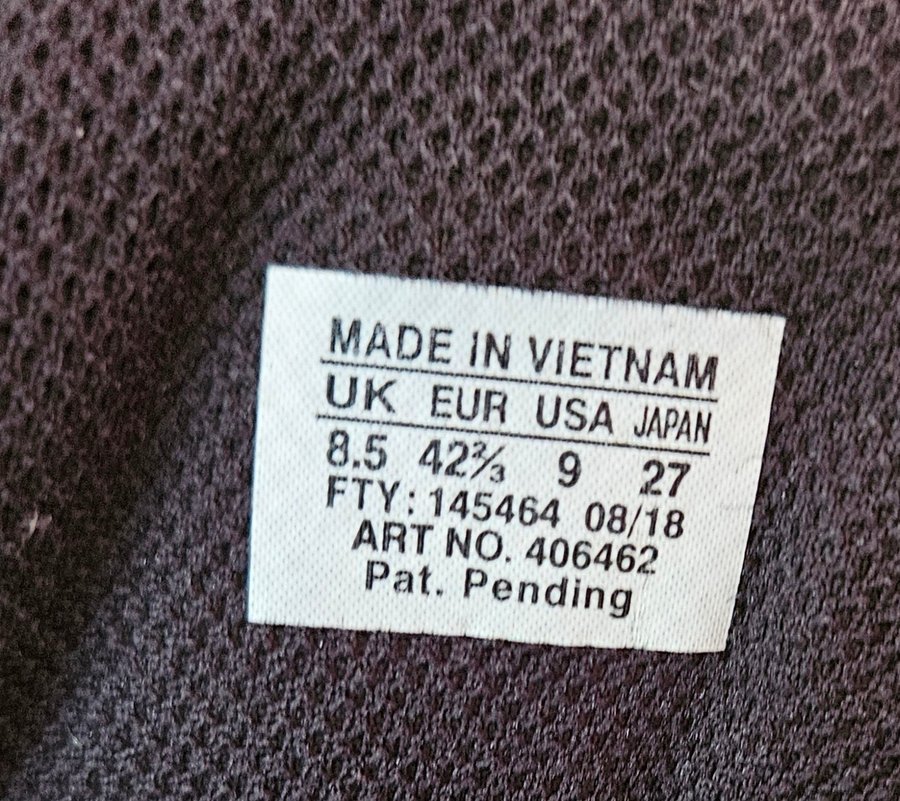 MADE IN VIETNAM
UK EUR USA JAPAN
8.5 42⅔ 9 27
FTY: 145464 08/18
ART NO. 406462
Pat. Pending